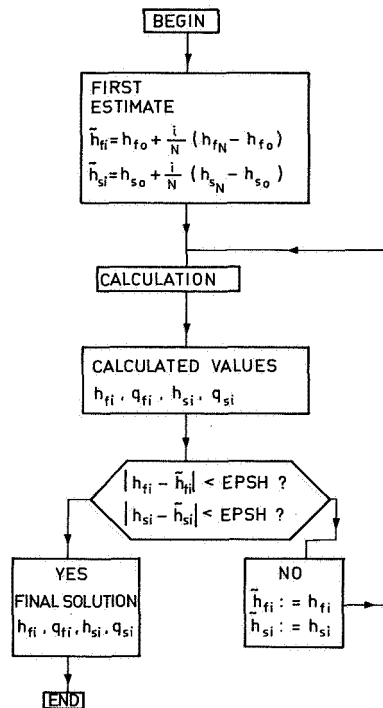 BEGIN
FIRST
ESTIMATE
h̃fi = hfo + i/N (hfN − hfo)
h̃si = hso + i/N (hsN − hso)
CALCULATION
CALCULATED VALUES
hfi , qfi , hsi , qsi
|hfi − h̃fi| < EPSH ?
|hsi − h̃si| < EPSH ?
YES
FINAL SOLUTION
hfi , qfi , hsi , qsi
NO
h̃fi := hfi
h̃si := hsi
END